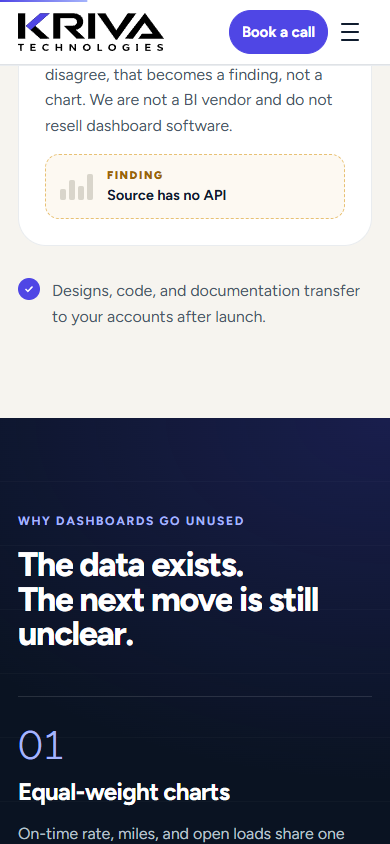 KRIVA
TECHNOLOGIES
Book a call
disagree, that becomes a finding, not a
chart. We are not a BI vendor and do not
resell dashboard software.
FINDING
Source has no API
Designs, code, and documentation transfer
to your accounts after launch.
WHY DASHBOARDS GO UNUSED
The data exists.
The next move is still
unclear.
01
Equal-weight charts
On-time rate, miles, and open loads share one